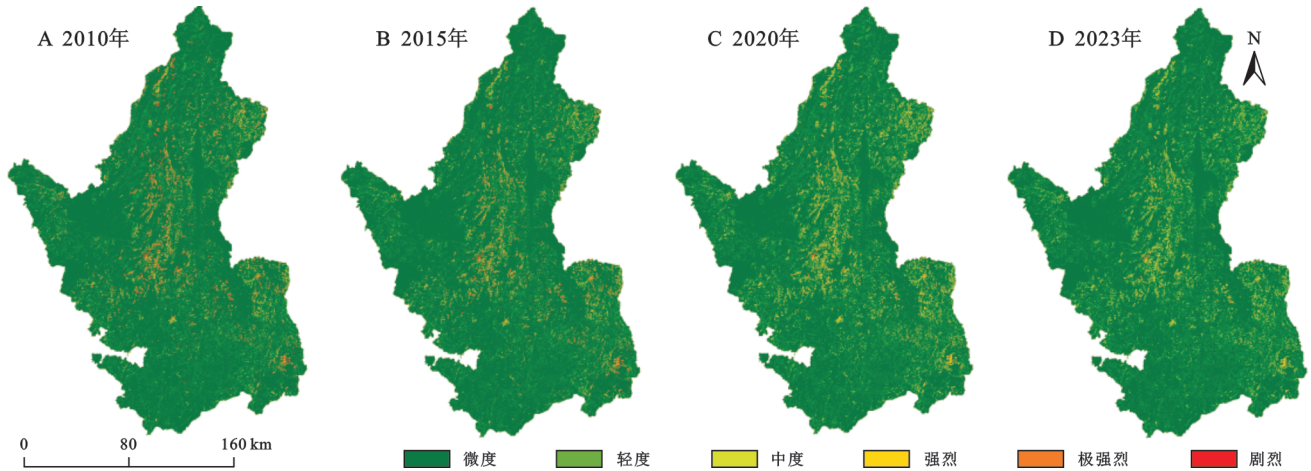 A 2010年
B 2015年
C 2020年
D 2023年
N
0 80 160 km
微度 轻度 中度 强烈 极强烈 剧烈